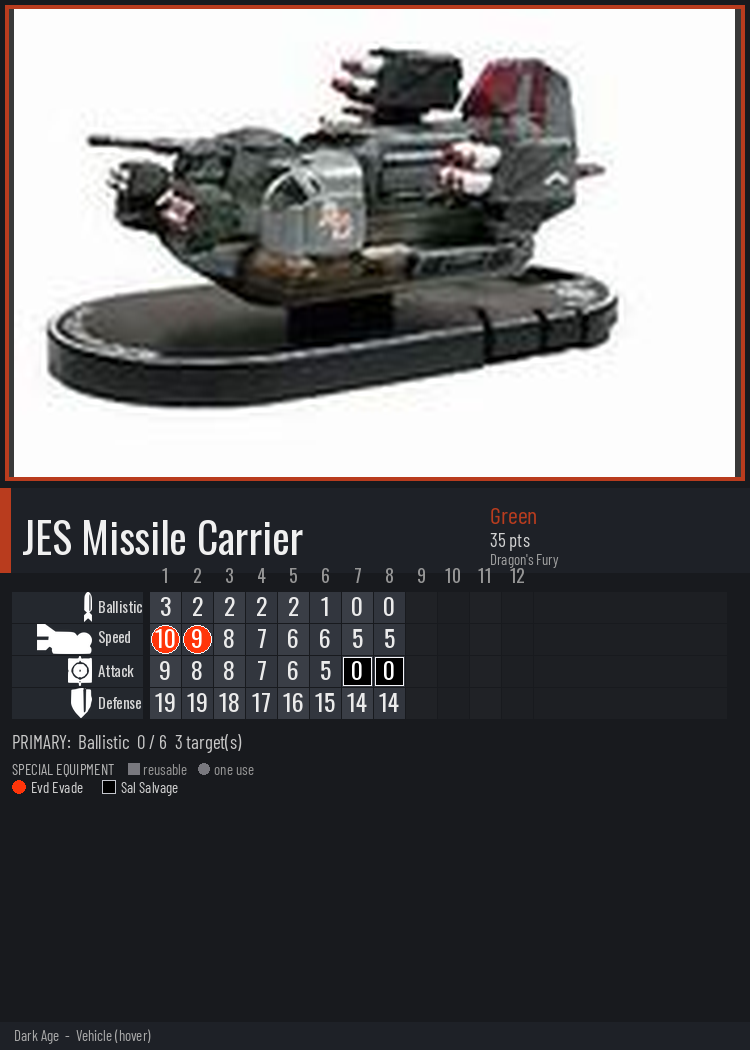 JES Missile Carrier
Green
35 pts
Dragon's Fury
1 2 3 4 5 6 7 8 9 10 11 12
Ballistic 3 2 2 2 2 1 0 0
Speed 10 9 8 7 6 6 5 5
Attack 9 8 8 7 6 5 0 0
Defense 19 19 18 17 16 15 14 14
PRIMARY: Ballistic 0 / 6 3 target(s)
SPECIAL EQUIPMENT reusable one use
Evd Evade Sal Salvage
Dark Age - Vehicle (hover)